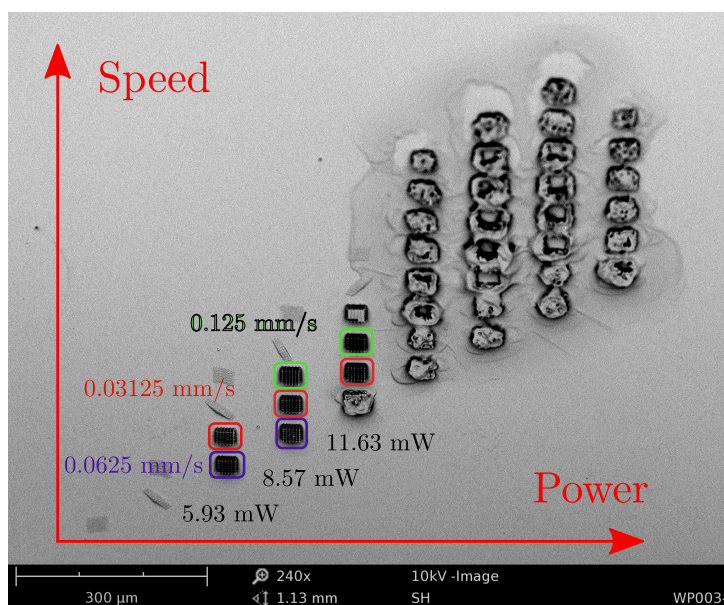 Speed
0.125 mm/s
0.03125 mm/s
11.63 mW
0.0625 mm/s
8.57 mW
Power
5.93 mW
240x
10kV -Image
300 µm
1.13 mm
SH
WP003